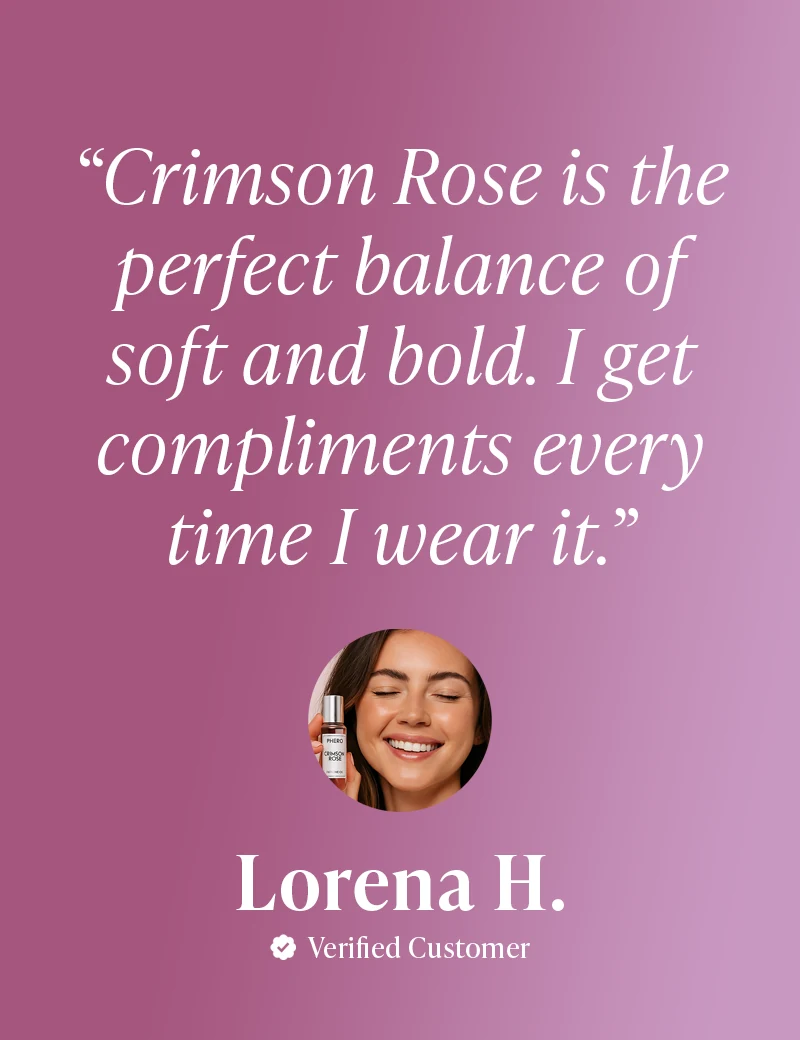 “Crimson Rose is the
perfect balance of
soft and bold. I get
compliments every
time I wear it.”
PHERO
CRIMSON
ROSE
Lorena H.
Verified Customer